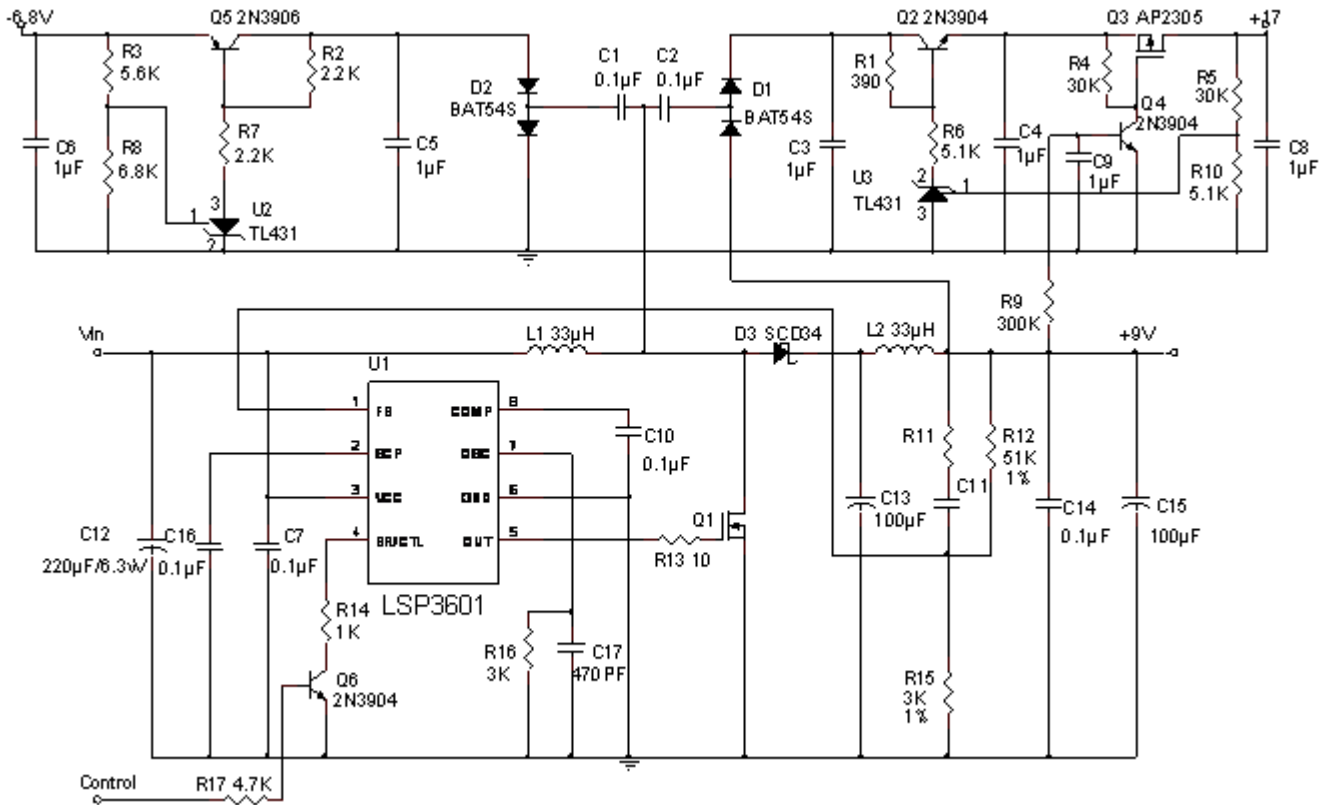 -6.8V
Q5 2N3906
Q2 2N3904
Q3 AP2305
+17
R3
5.6K
R2
2.2K
C1
0.1µF
C2
0.1µF
R1
390
R4
30K
R5
30K
D2
BAT54S
D1
BAT54S
Q4
2N3904
C6
1µF
R8
6.8K
R7
2.2K
C5
1µF
C3
1µF
R6
5.1K
C4
1µF
C9
1µF
R10
5.1K
C8
1µF
1
3
2
U2
TL431
U3
TL431
2
1
3
R9
300K
Vin
L1 33µH
D3 SCD34
L2 33µH
+9V
U1
1
FB
COMP
8
2
SCP
OSC
7
3
VCC
GND
6
4
BR/CTL
OUT
5
LSP3601
C10
0.1µF
R11
R12
51K
1%
C11
C12
220µF/6.3vV
C16
0.1µF
C7
0.1µF
R13 10
Q1
C13
100µF
C14
0.1µF
C15
100µF
R14
1K
R16
3K
C17
470 PF
R15
3K
1%
Q6
2N3904
Control
R17 4.7K